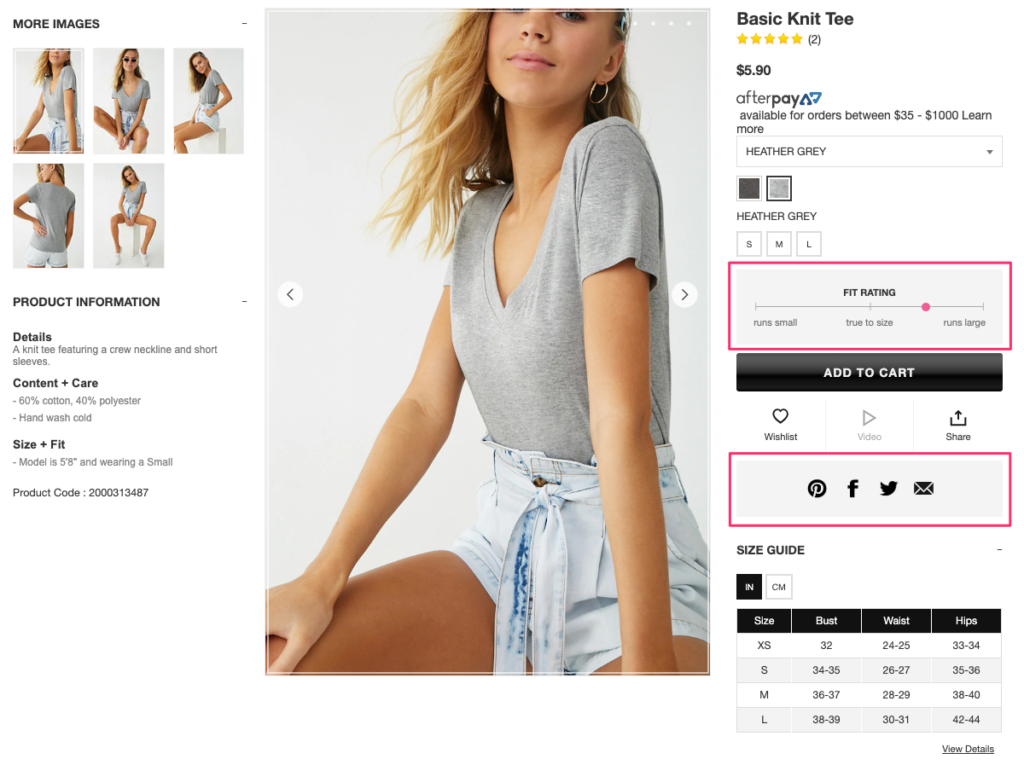 MORE IMAGES
-
PRODUCT INFORMATION
-
Details
A knit tee featuring a crew neckline and short
sleeves.
Content + Care
- 60% cotton, 40% polyester
- Hand wash cold
Size + Fit
- Model is 5'8" and wearing a Small
Product Code : 2000313487
Basic Knit Tee
(2)
$5.90
afterpay
available for orders between $35 - $1000 Learn
more
HEATHER GREY
HEATHER GREY
S M L
FIT RATING
runs small true to size runs large
ADD TO CART
Wishlist Video Share
SIZE GUIDE
-
IN CM
Size Bust Waist Hips
XS 32 24-25 33-34
S 34-35 26-27 35-36
M 36-37 28-29 38-40
L 38-39 30-31 42-44
View Details